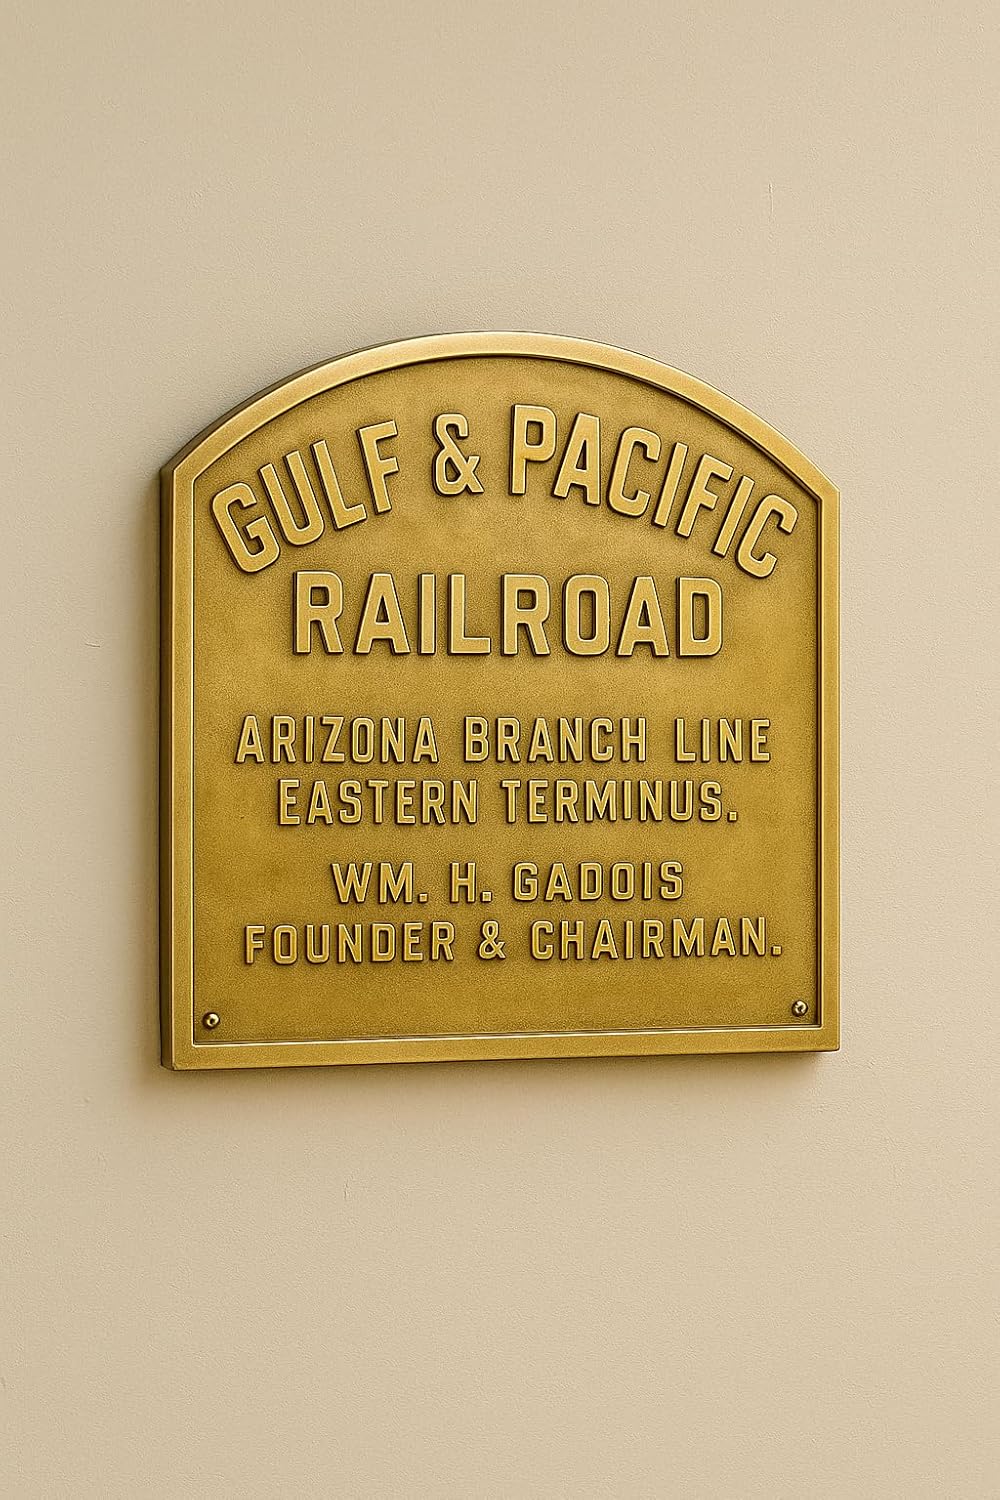 GULF & PACIFIC
RAILROAD
ARIZONA BRANCH LINE
EASTERN TERMINUS.
WM. H. GADOIS
FOUNDER & CHAIRMAN.